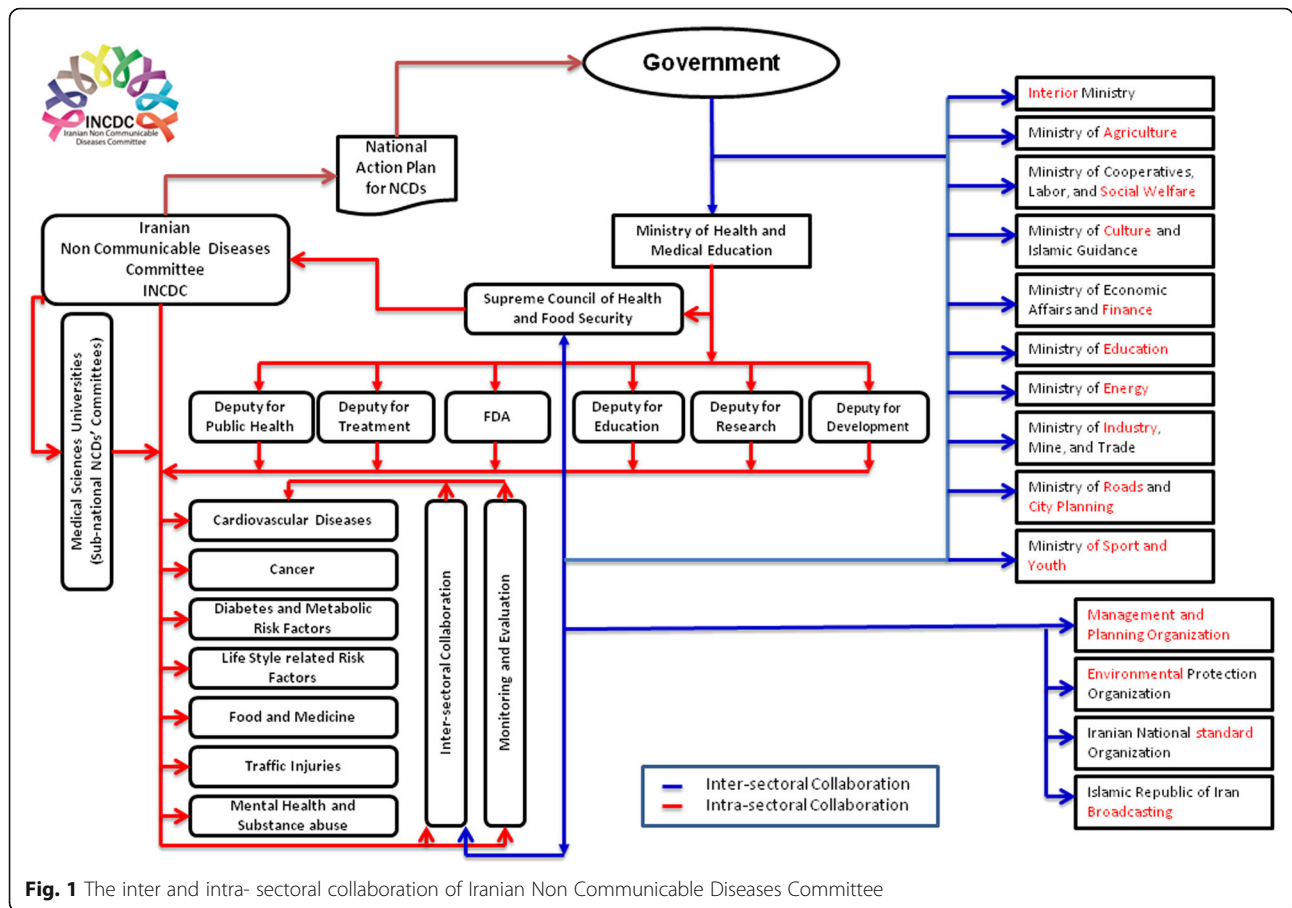 INCDC
Iranian Non Communicable
Diseases Committee
Government
National
Action Plan
for NCDs
Iranian
Non Communicable Diseases
Committee
INCDC
Ministry of Health and
Medical Education
Supreme Council of Health
and Food Security
Medical Sciences Universities
(Sub-national NCDs' Committees)
Deputy for
Public Health
Deputy for
Treatment
FDA
Deputy for
Education
Deputy for
Research
Deputy for
Development
Cardiovascular Diseases
Cancer
Diabetes and Metabolic
Risk Factors
Life Style related Risk
Factors
Food and Medicine
Traffic Injuries
Mental Health and
Substance abuse
Inter-sectoral Collaboration
Monitoring and Evaluation
Interior Ministry
Ministry of Agriculture
Ministry of Cooperatives,
Labor, and Social Welfare
Ministry of Culture and
Islamic Guidance
Ministry of Economic
Affairs and Finance
Ministry of Education
Ministry of Energy
Ministry of Industry,
Mine, and Trade
Ministry of Roads and
City Planning
Ministry of Sport and
Youth
Management and
Planning Organization
Environmental Protection
Organization
Iranian National standard
Organization
Islamic Republic of Iran
Broadcasting
Inter-sectoral Collaboration
Intra-sectoral Collaboration
Fig. 1 The inter and intra- sectoral collaboration of Iranian Non Communicable Diseases Committee